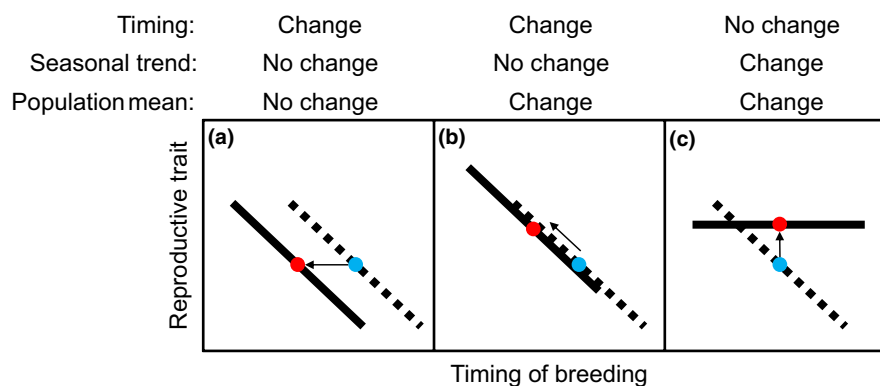 Timing: Change Change No change
Seasonal trend: No change No change Change
Population mean: No change Change Change
(a) (b) (c)
Reproductive trait
Timing of breeding